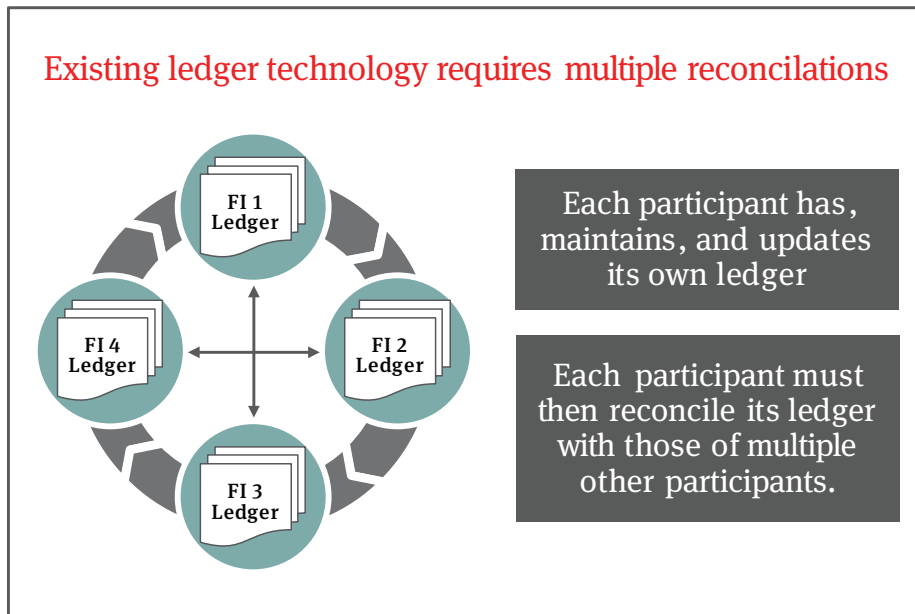 Existing ledger technology requires multiple reconcilations
FI 1
Ledger
FI 4
Ledger
FI 2
Ledger
FI 3
Ledger
Each participant has,
maintains, and updates
its own ledger
Each participant must
then reconcile its ledger
with those of multiple
other participants.